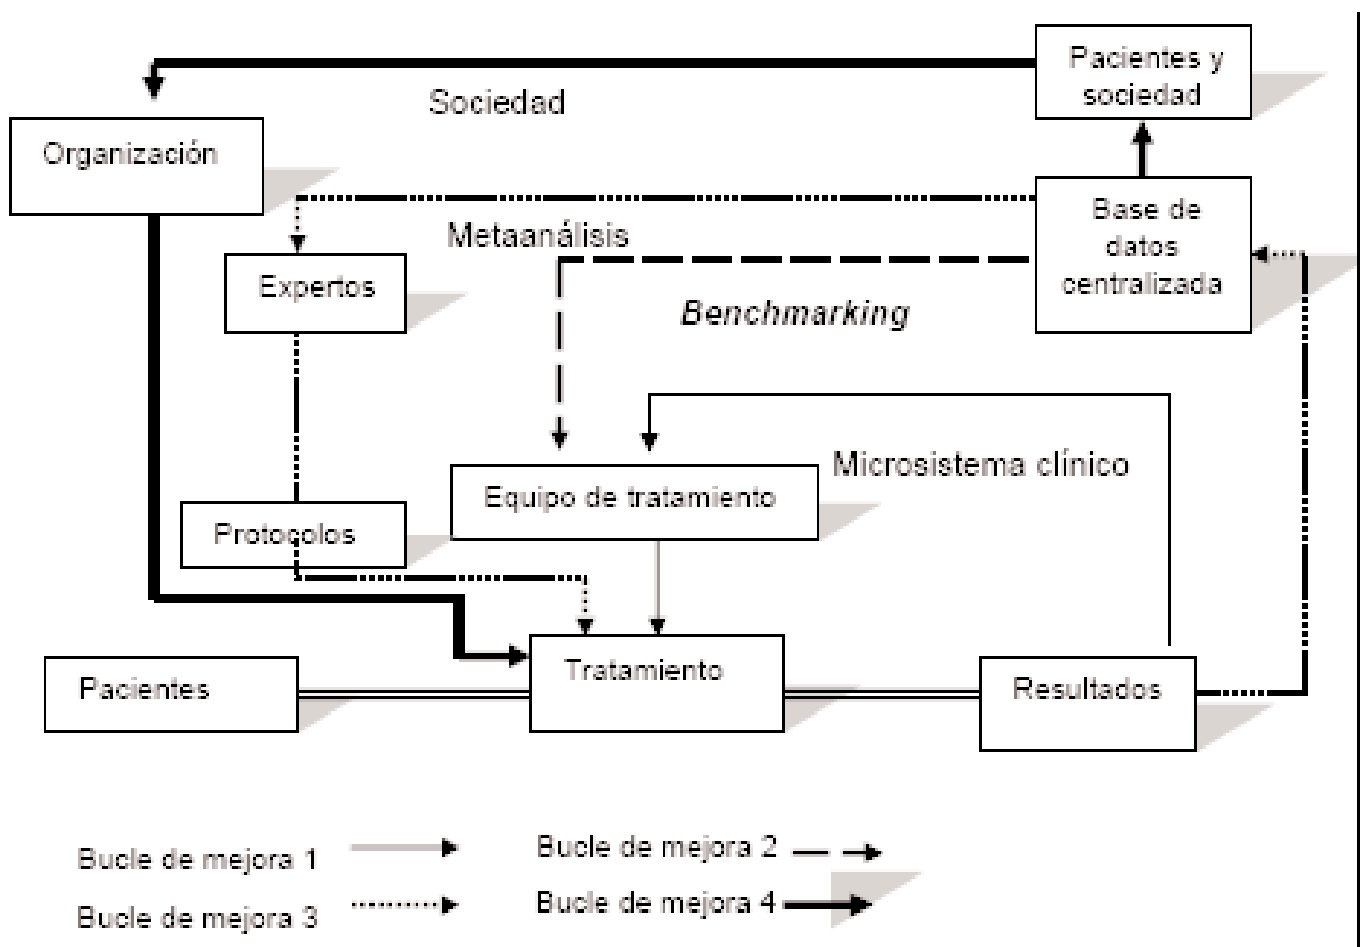 Pacientes y
sociedad
Sociedad
Organización
Base de
datos
centralizada
Metaanálisis
Expertos
Benchmarking
Microsistema clínico
Equipo de tratamiento
Protocolos
Tratamiento
Pacientes
Resultados
Bucle de mejora 1
Bucle de mejora 2
Bucle de mejora 3
Bucle de mejora 4